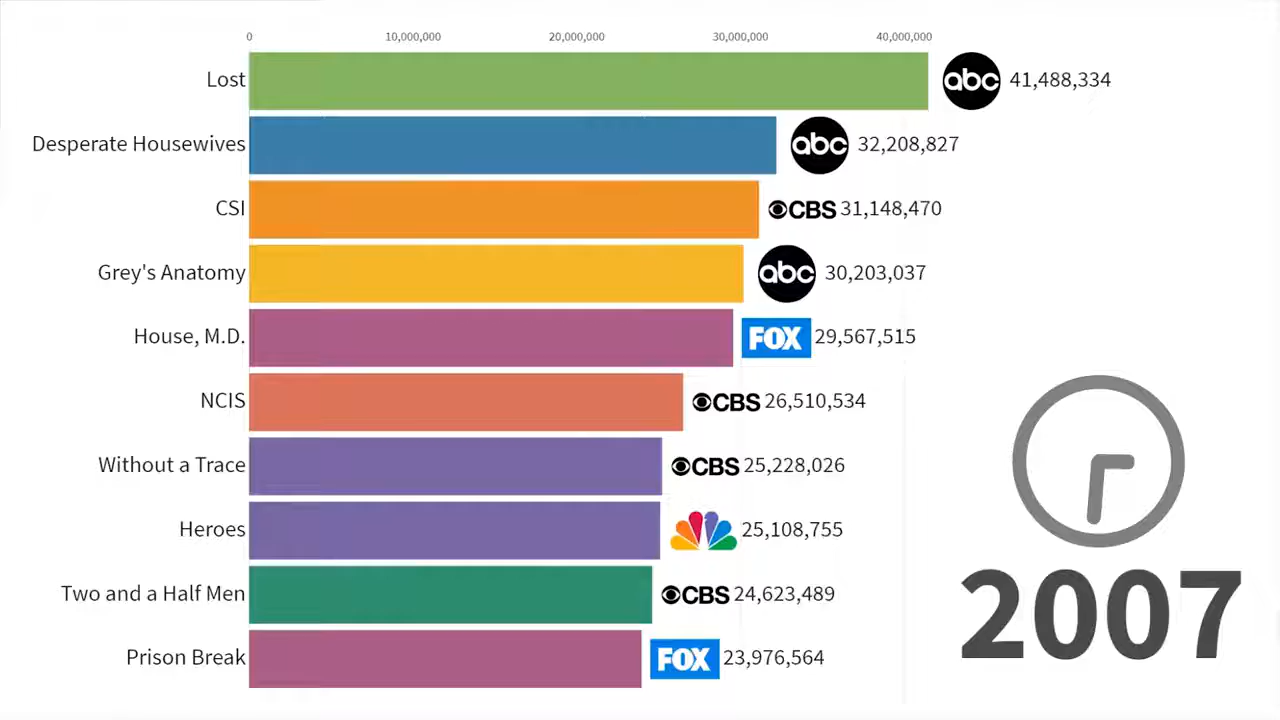 0 10,000,000 20,000,000 30,000,000 40,000,000
Lost abc 41,488,334
Desperate Housewives abc 32,208,827
CSI CBS 31,148,470
Grey's Anatomy abc 30,203,037
House, M.D. FOX 29,567,515
NCIS CBS 26,510,534
Without a Trace CBS 25,228,026
Heroes 25,108,755
Two and a Half Men CBS 24,623,489
Prison Break FOX 23,976,564
2007